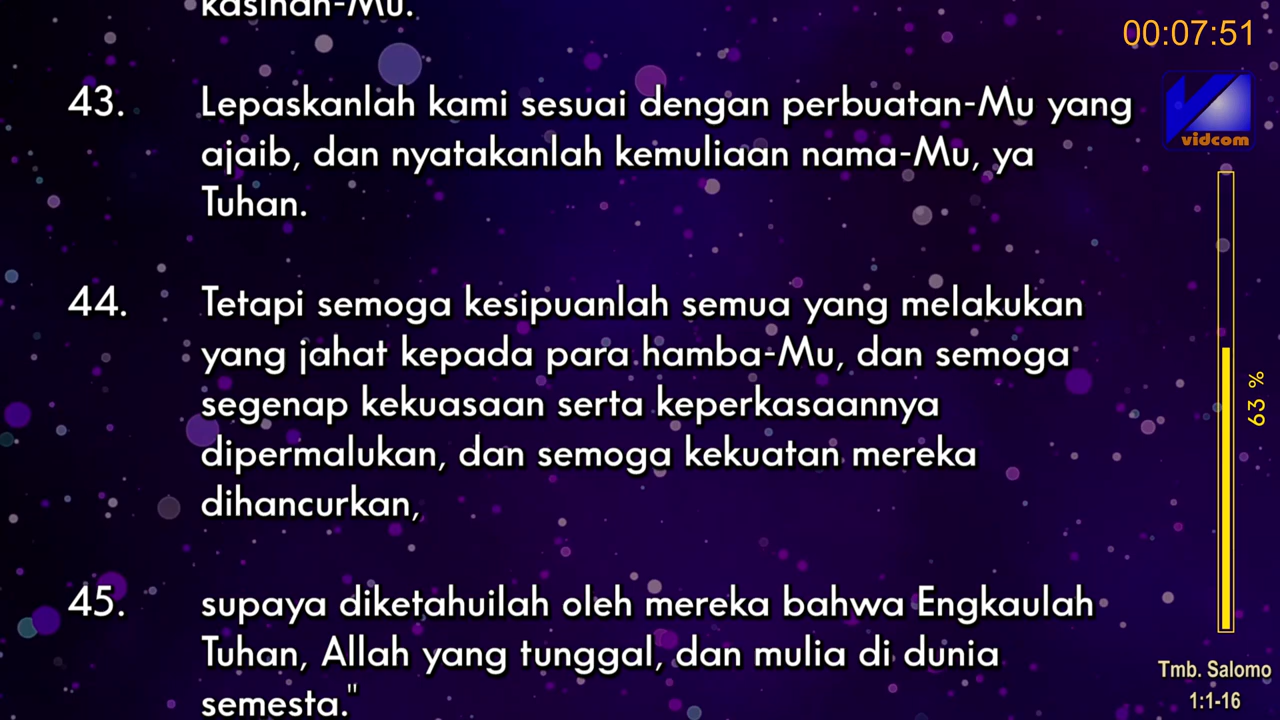 kasihan-Mu.
00:07:51
43. Lepaskanlah kami sesuai dengan perbuatan-Mu yang
ajaib, dan nyatakanlah kemuliaan nama-Mu, ya
Tuhan.
vidcom
44. Tetapi semoga kesipuanlah semua yang melakukan
yang jahat kepada para hamba-Mu, dan semoga
segenap kekuasaan serta keperkasaannya
dipermalukan, dan semoga kekuatan mereka
dihancurkan,
63 %
45. supaya diketahuilah oleh mereka bahwa Engkaulah
Tuhan, Allah yang tunggal, dan mulia di dunia
semesta."
Tmb. Salomo
1:1-16